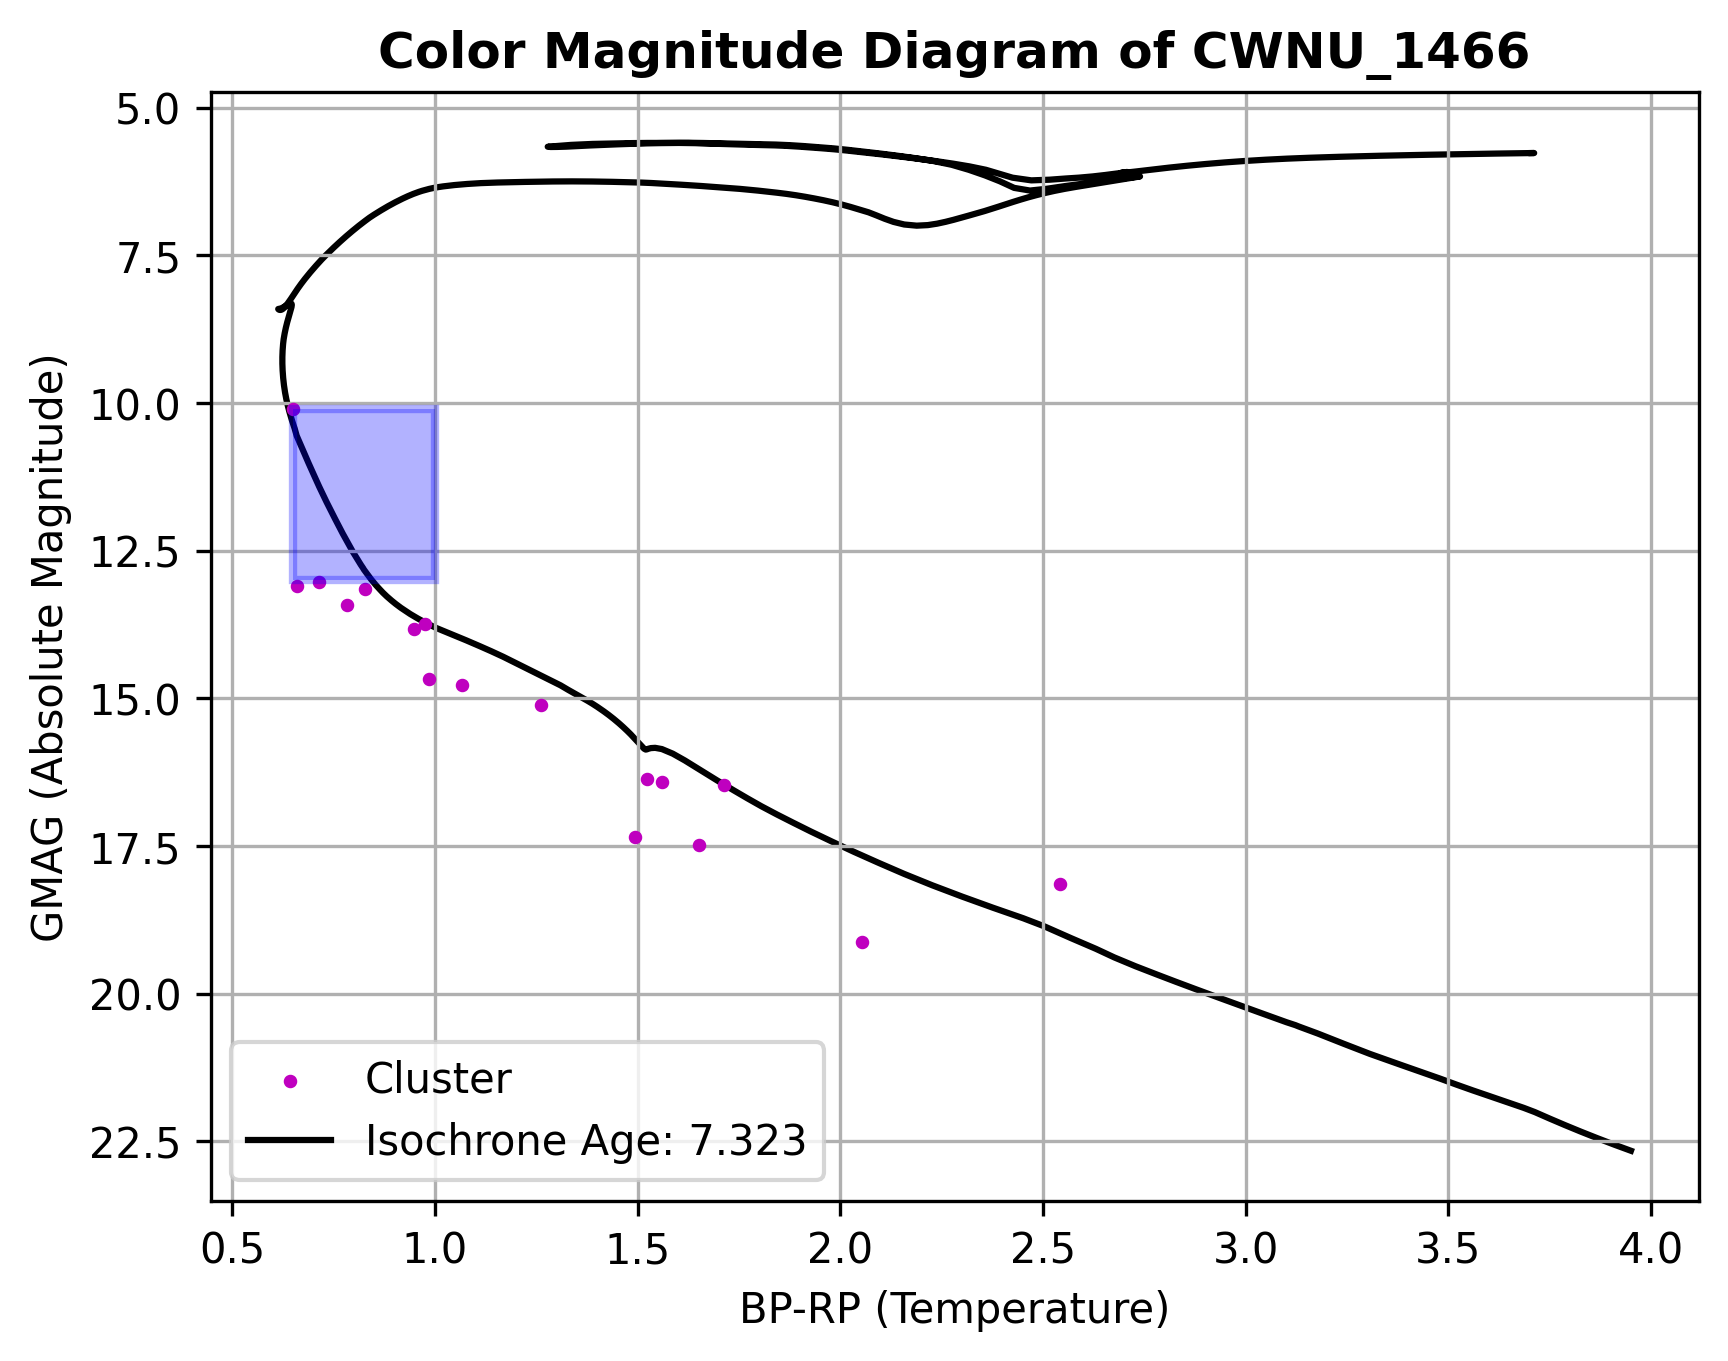 Color Magnitude Diagram of CWNU_1466
GMAG (Absolute Magnitude)
5.0
7.5
10.0
12.5
15.0
17.5
20.0
22.5
Cluster
Isochrone Age: 7.323
0.5 1.0 1.5 2.0 2.5 3.0 3.5 4.0
BP-RP (Temperature)